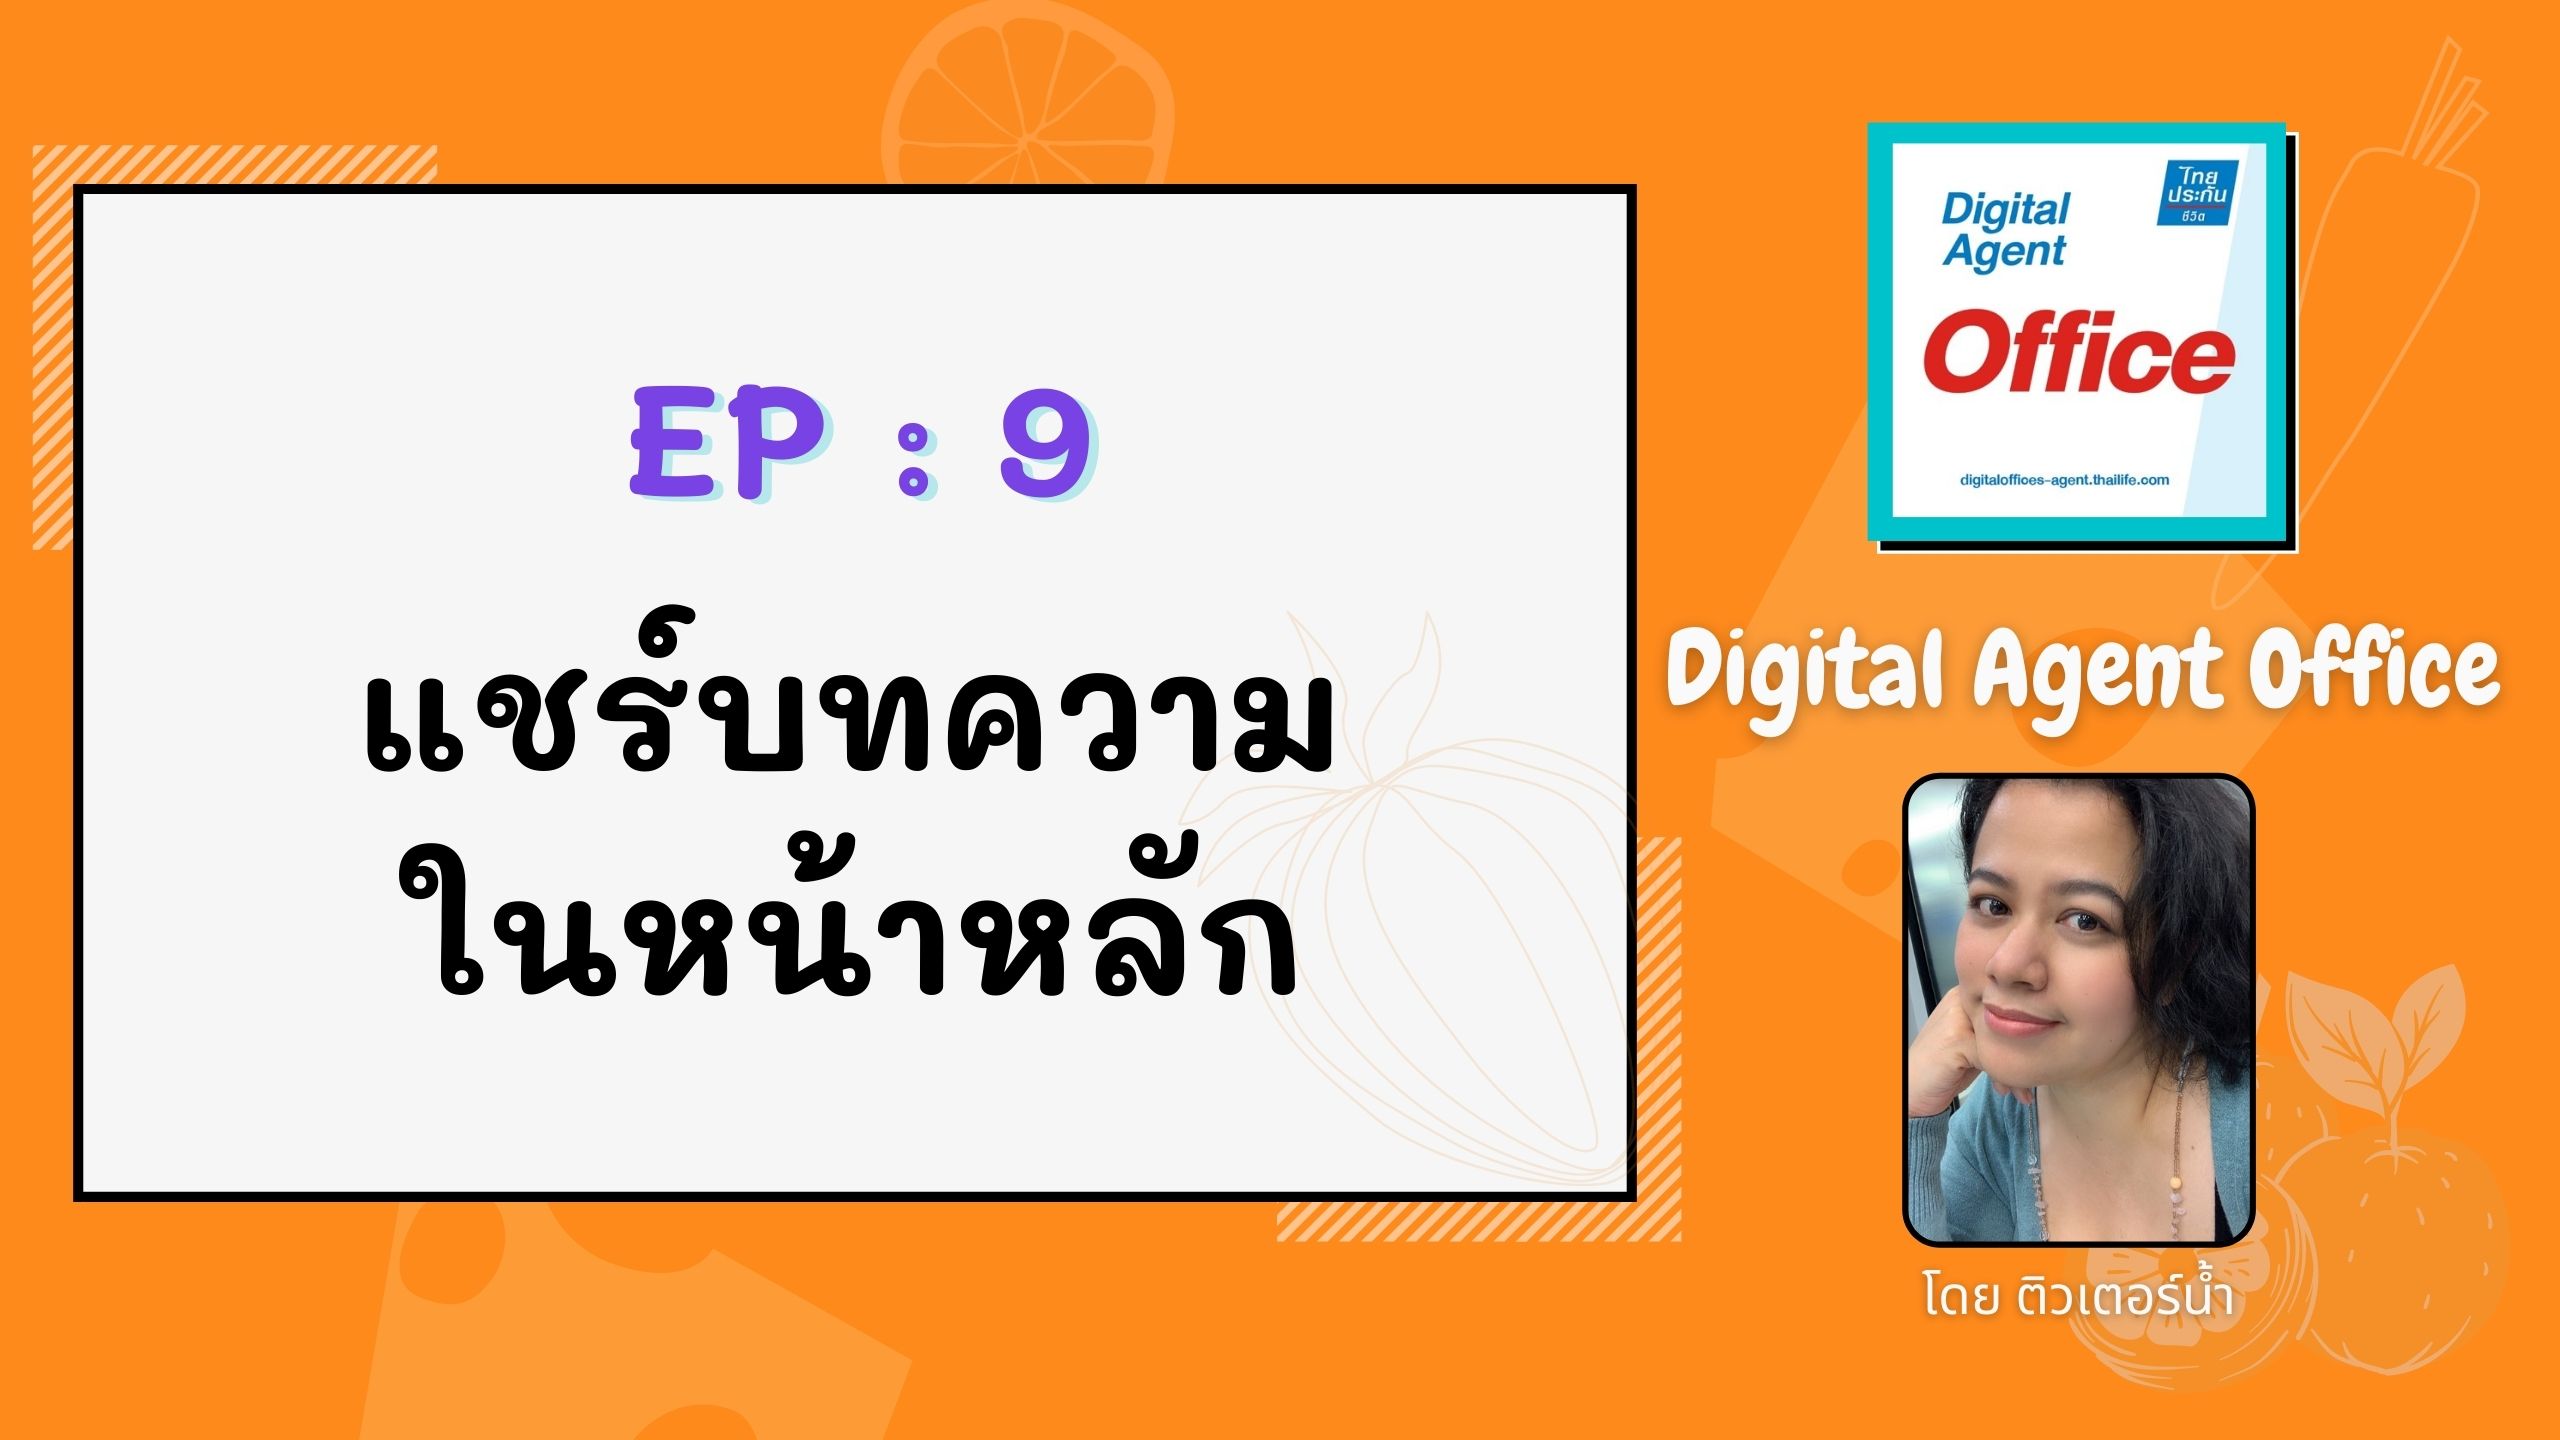 EP : 9
แชร์บทความ
ในหน้าหลัก
Digital
Agent
Office
ไทย
ประกัน
ชีวิต
digitaloffices-agent.thailife.com
Digital Agent Office
โดย ติวเตอร์น้ำ